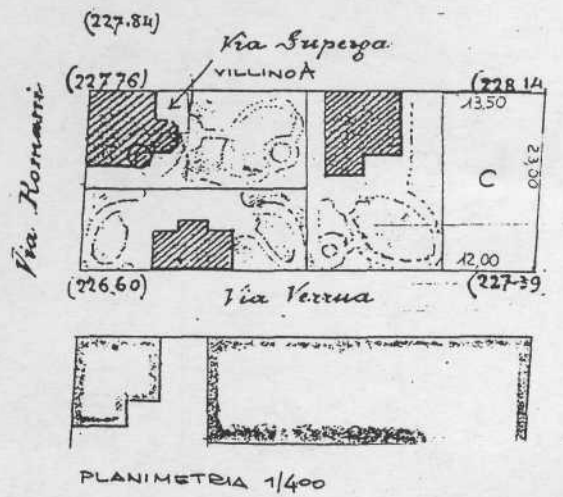 (227.84)
Via Superga
VILLINO A
(227 76)
(228 14
13,50
23,00
C
Via Romani
12,00
(226,60)
Via Verrua
(227.39
PLANIMETRIA 1/400